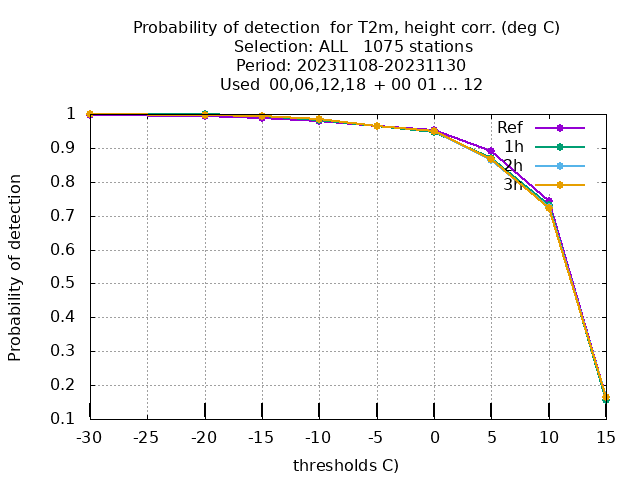 Probability of detection  for T2m, height corr. (deg C)
Selection: ALL   1075 stations
Period: 20231108-20231130
Used  00,06,12,18  + 00 01 ... 12
Probability of detection
1
0.9
0.8
0.7
0.6
0.5
0.4
0.3
0.2
0.1
Ref
1h
2h
3h
-30 -25 -20 -15 -10 -5 0 5 10 15
thresholds C)